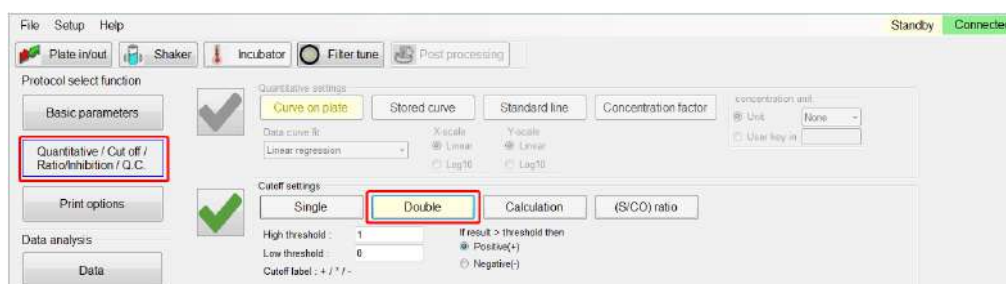 File Setup Help Standby Connected
Plate in/out Shaker Incubator Filter tune Post processing
Protocol select function
Basic parameters
Quantitative / Cut off /
Ratio/Inhibition / Q.C.
Print options
Data analysis
Data
Quantitative settings
Curve on plate Stored curve Standard line Concentration factor
Data curve fit
Linear regression
X-scale
Linear
Log10
Y-scale
Linear
Log10
concentration unit
Unit None
User key in
Cutoff settings
Single Double Calculation (S/CO) ratio
High threshold : 1
Low threshold : 0
Cutoff label : + / * / -
If result > threshold then
Positive(+)
Negative(-)